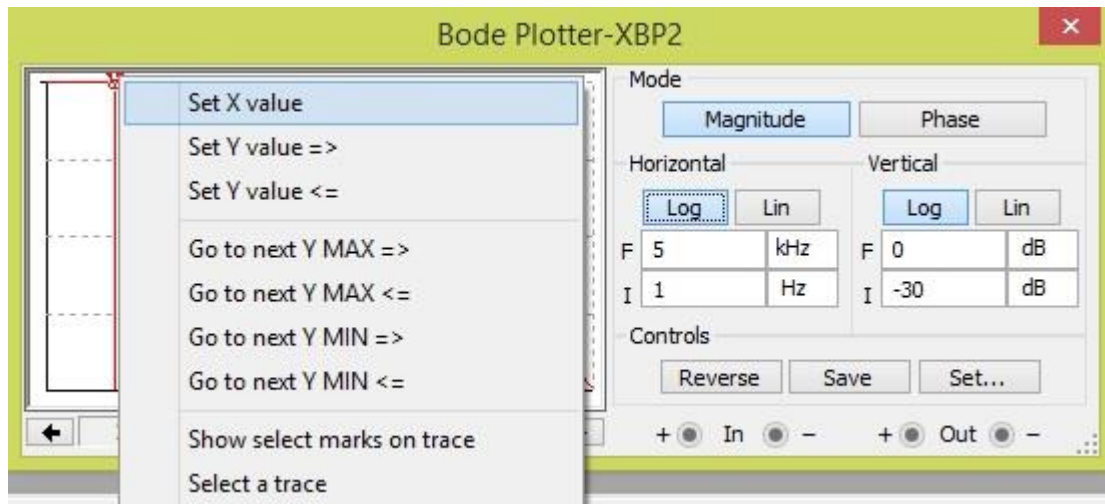 Bode Plotter-XBP2
Set X value
Set Y value =>
Set Y value <=
Go to next Y MAX =>
Go to next Y MAX <=
Go to next Y MIN =>
Go to next Y MIN <=
Show select marks on trace
Select a trace
Mode
Magnitude Phase
Horizontal Vertical
Log Lin Log Lin
F 5 kHz F 0 dB
I 1 Hz I -30 dB
Controls
Reverse Save Set...
+ In - + Out -